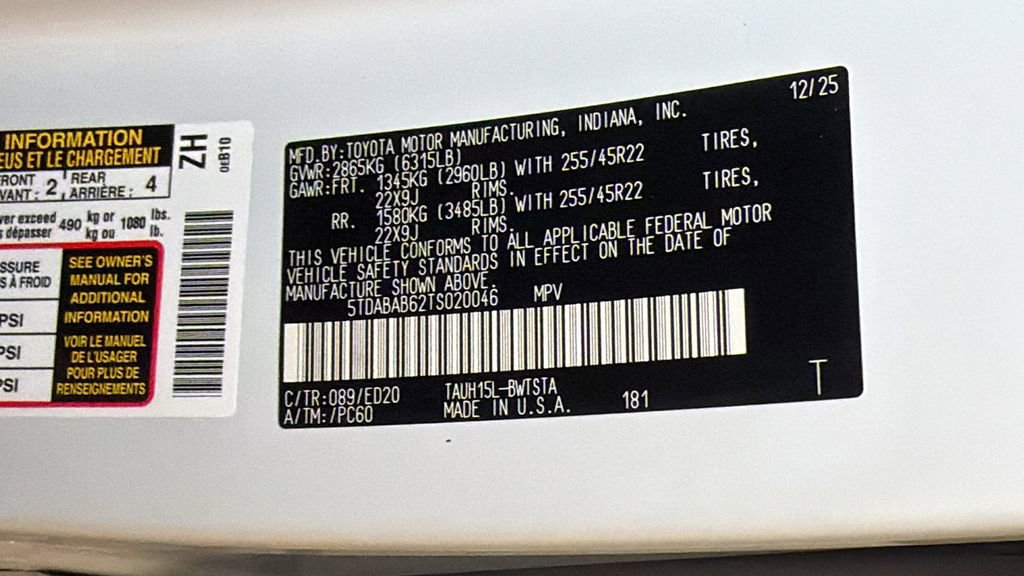 INFORMATION
EUS ET LE CHARGEMENT
RONT 2 REAR 4
VANT: ARRIÈRE:
ver exceed 490 kg or 1080 lbs.
dépasser kg ou lb.
SSURE
S À FROID
PSI
PSI
PSI
SEE OWNER'S
MANUAL FOR
ADDITIONAL
INFORMATION
VOIR LE MANUEL
DE L'USAGER
POUR PLUS DE
RENSEIGNEMENTS
ZH
0EB10
12/25
MFD.BY:TOYOTA MOTOR MANUFACTURING, INDIANA, INC.
GVWR:2865KG (6315LB)
GAWR:FRT. 1345KG (2960LB) WITH 255/45R22 TIRES,
22X9J RIMS.
RR. 1580KG (3485LB) WITH 255/45R22 TIRES,
22X9J RIMS.
THIS VEHICLE CONFORMS TO ALL APPLICABLE FEDERAL MOTOR
VEHICLE SAFETY STANDARDS IN EFFECT ON THE DATE OF
MANUFACTURE SHOWN ABOVE.
5TDABAB62TS020046 MPV
C/TR:089/ED20 TAUH15L-BWTSTA
A/TM:/PC60 MADE IN U.S.A. 181
T